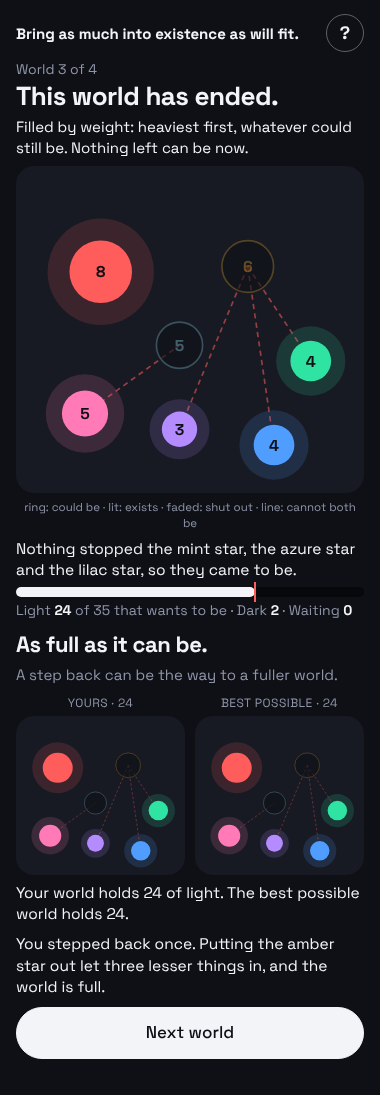 Bring as much into existence as will fit.
?
World 3 of 4
This world has ended.
Filled by weight: heaviest first, whatever could
still be. Nothing left can be now.
8
6
5
4
5
3
4
ring: could be · lit: exists · faded: shut out · line: cannot both
be
Nothing stopped the mint star, the azure star
and the lilac star, so they came to be.
Light 24 of 35 that wants to be · Dark 2 · Waiting 0
As full as it can be.
A step back can be the way to a fuller world.
YOURS · 24
BEST POSSIBLE · 24
Your world holds 24 of light. The best possible
world holds 24.
You stepped back once. Putting the amber
star out let three lesser things in, and the
world is full.
Next world